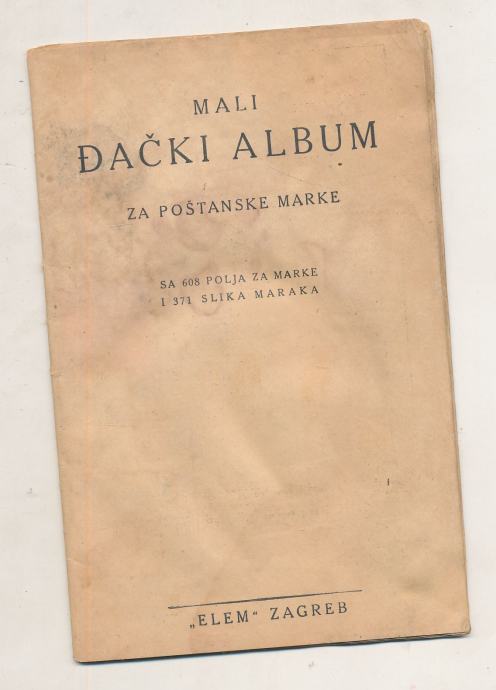 MALI
ĐAČKI ALBUM
ZA POŠTANSKE MARKE
SA 608 POLJA ZA MARKE
I 371 SLIKA MARAKA
„ELEM“ ZAGREB